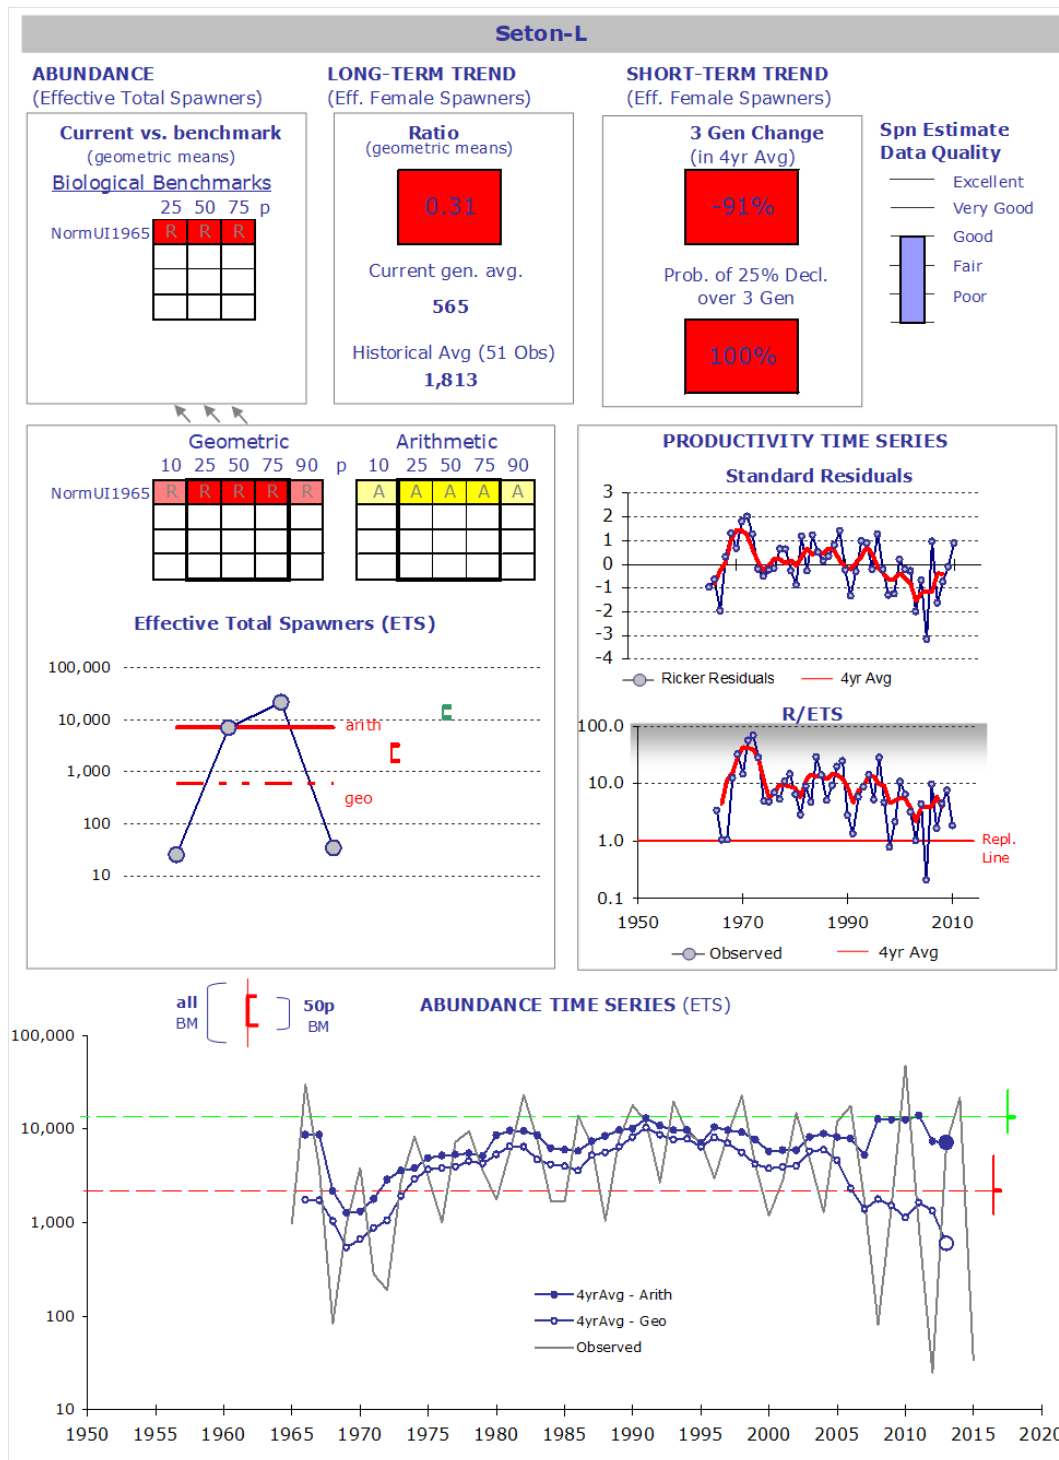 Seton-L
ABUNDANCE
(Effective Total Spawners)
Current vs. benchmark
(geometric means)
Biological Benchmarks
25 50 75 p
NormUI1965 R R R
LONG-TERM TREND
(Eff. Female Spawners)
Ratio
(geometric means)
0.31
Current gen. avg.
565
Historical Avg (51 Obs)
1,813
SHORT-TERM TREND
(Eff. Female Spawners)
3 Gen Change
(in 4yr Avg)
-91%
Prob. of 25% Decl.
over 3 Gen
100%
Spn Estimate
Data Quality
Excellent
Very Good
Good
Fair
Poor
Geometric Arithmetic
10 25 50 75 90 p 10 25 50 75 90
NormUI1965 R R R R R A A A A A
Effective Total Spawners (ETS)
100,000
10,000
1,000
100
10
arith
geo
PRODUCTIVITY TIME SERIES
Standard Residuals
3
2
1
0
-1
-2
-3
-4
Ricker Residuals 4yr Avg
R/ETS
100.0
10.0
1.0
0.1
Repl.
Line
1950 1970 1990 2010
Observed 4yr Avg
all
BM
50p
BM
ABUNDANCE TIME SERIES (ETS)
100,000
10,000
1,000
100
10
4yrAvg - Arith
4yrAvg - Geo
Observed
1950 1955 1960 1965 1970 1975 1980 1985 1990 1995 2000 2005 2010 2015 2020